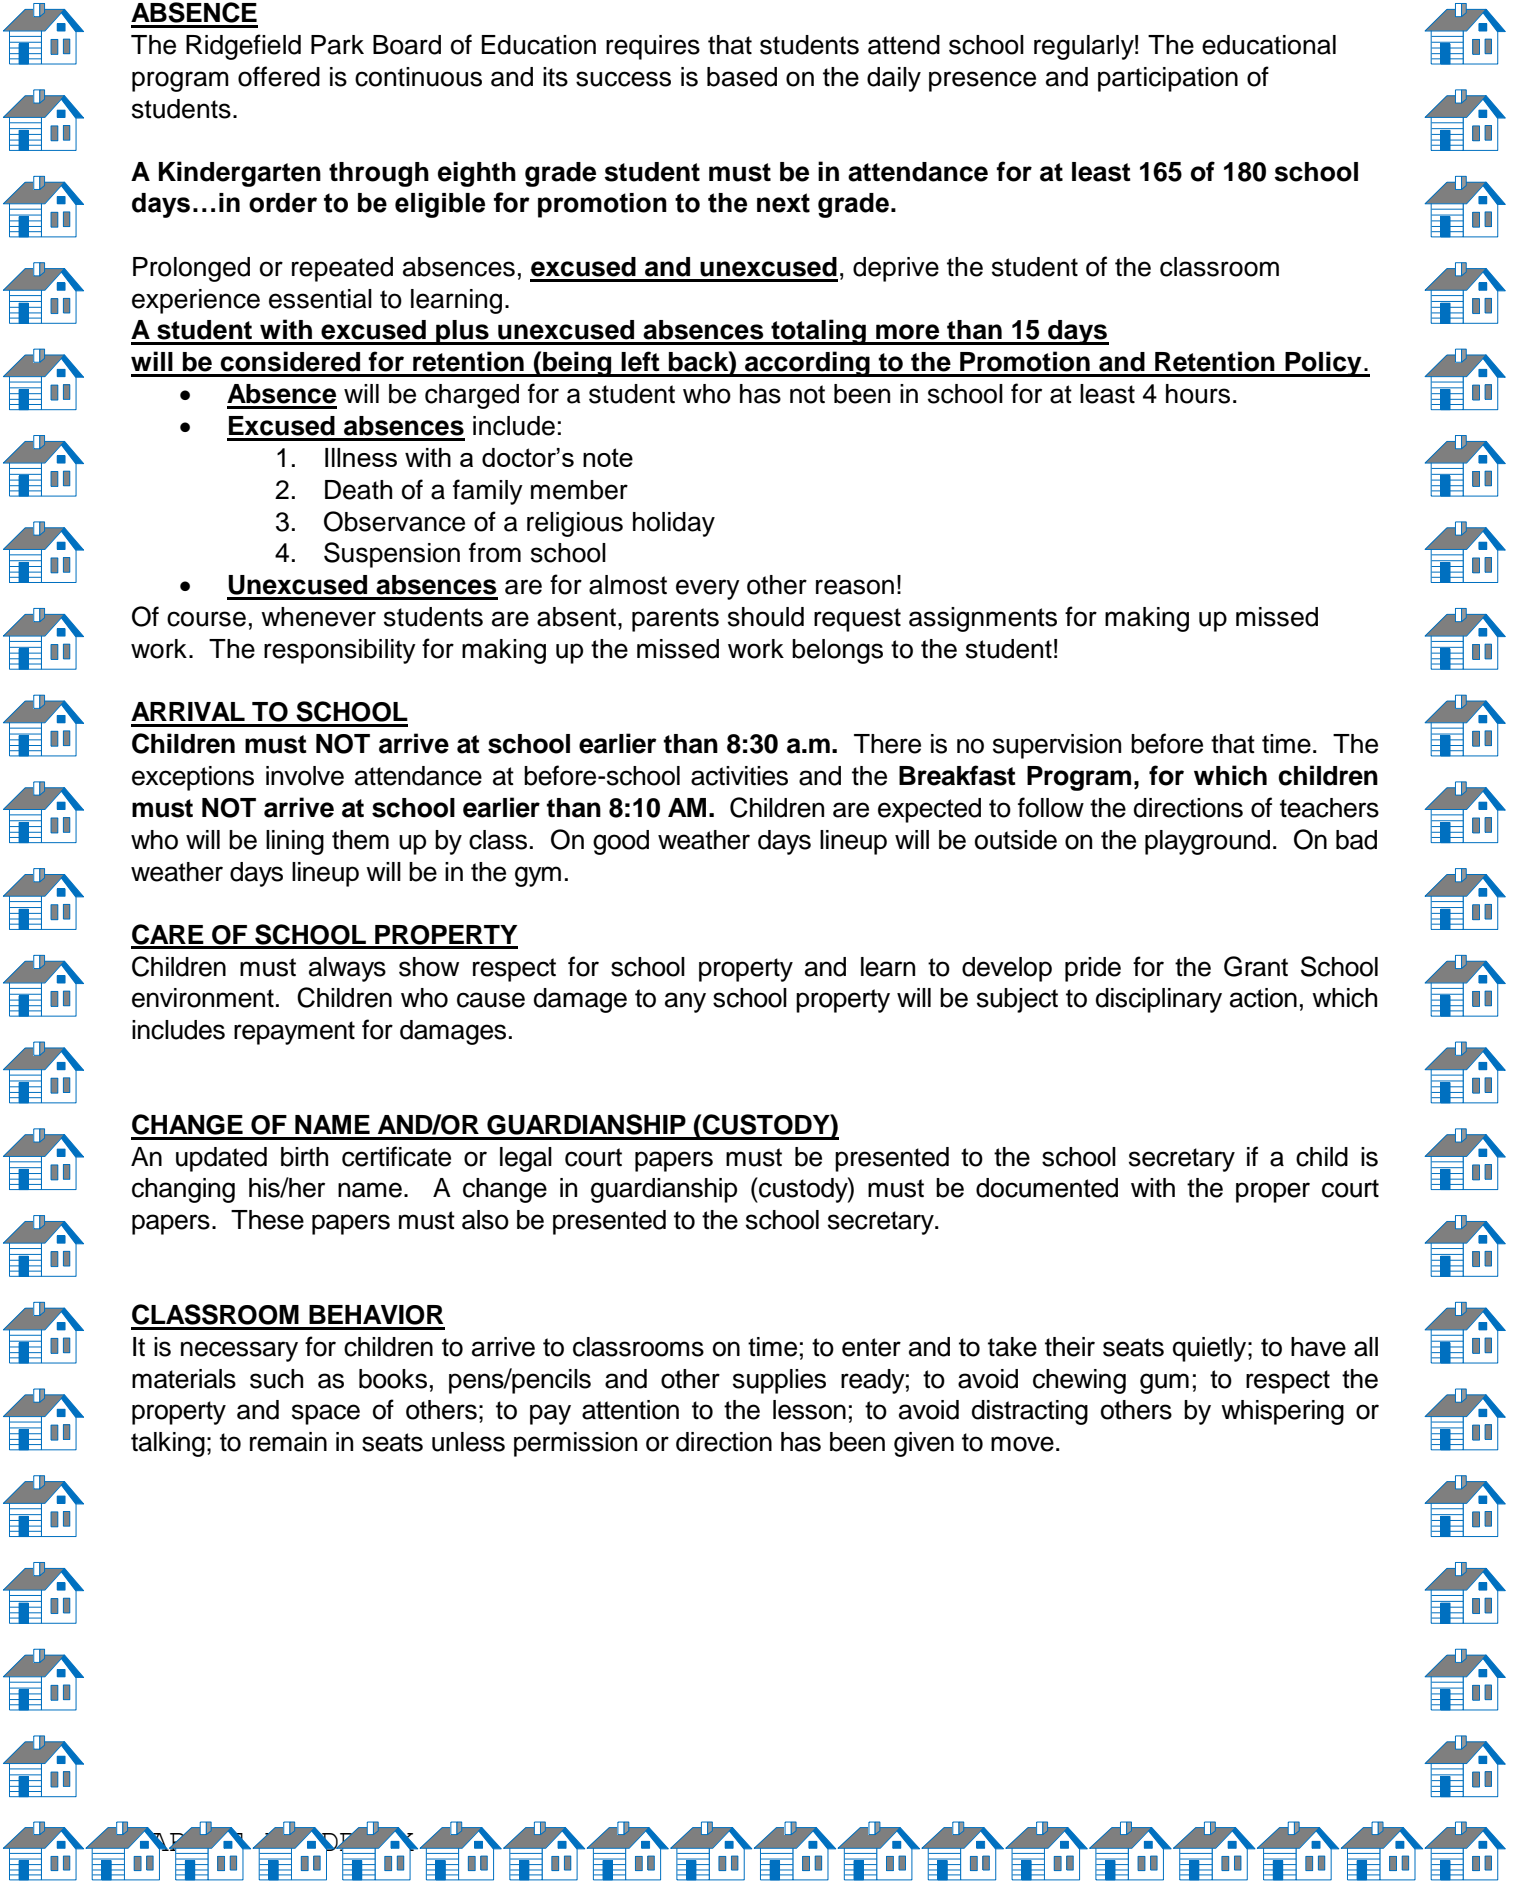 ABSENCE
The Ridgefield Park Board of Education requires that students attend school regularly! The educational
program offered is continuous and its success is based on the daily presence and participation of
students.
A Kindergarten through eighth grade student must be in attendance for at least 165 of 180 school
days…in order to be eligible for promotion to the next grade.
Prolonged or repeated absences, excused and unexcused, deprive the student of the classroom
experience essential to learning.
A student with excused plus unexcused absences totaling more than 15 days
will be considered for retention (being left back) according to the Promotion and Retention Policy.
• Absence will be charged for a student who has not been in school for at least 4 hours.
• Excused absences include:
1. Illness with a doctor’s note
2. Death of a family member
3. Observance of a religious holiday
4. Suspension from school
• Unexcused absences are for almost every other reason!
Of course, whenever students are absent, parents should request assignments for making up missed
work. The responsibility for making up the missed work belongs to the student!
ARRIVAL TO SCHOOL
Children must NOT arrive at school earlier than 8:30 a.m. There is no supervision before that time. The
exceptions involve attendance at before-school activities and the Breakfast Program, for which children
must NOT arrive at school earlier than 8:10 AM. Children are expected to follow the directions of teachers
who will be lining them up by class. On good weather days lineup will be outside on the playground. On bad
weather days lineup will be in the gym.
CARE OF SCHOOL PROPERTY
Children must always show respect for school property and learn to develop pride for the Grant School
environment. Children who cause damage to any school property will be subject to disciplinary action, which
includes repayment for damages.
CHANGE OF NAME AND/OR GUARDIANSHIP (CUSTODY)
An updated birth certificate or legal court papers must be presented to the school secretary if a child is
changing his/her name. A change in guardianship (custody) must be documented with the proper court
papers. These papers must also be presented to the school secretary.
CLASSROOM BEHAVIOR
It is necessary for children to arrive to classrooms on time; to enter and to take their seats quietly; to have all
materials such as books, pens/pencils and other supplies ready; to avoid chewing gum; to respect the
property and space of others; to pay attention to the lesson; to avoid distracting others by whispering or
talking; to remain in seats unless permission or direction has been given to move.